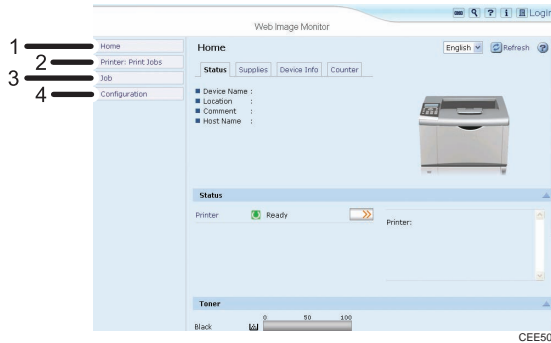 Login
Web Image Monitor
1 Home
2 Printer: Print Jobs
3 Job
4 Configuration
Home
English
Refresh
Status Supplies Device Info Counter
Device Name :
Location :
Comment :
Host Name :
Status
Printer Ready
Printer:
Toner
0 50 100
Black
CEE50